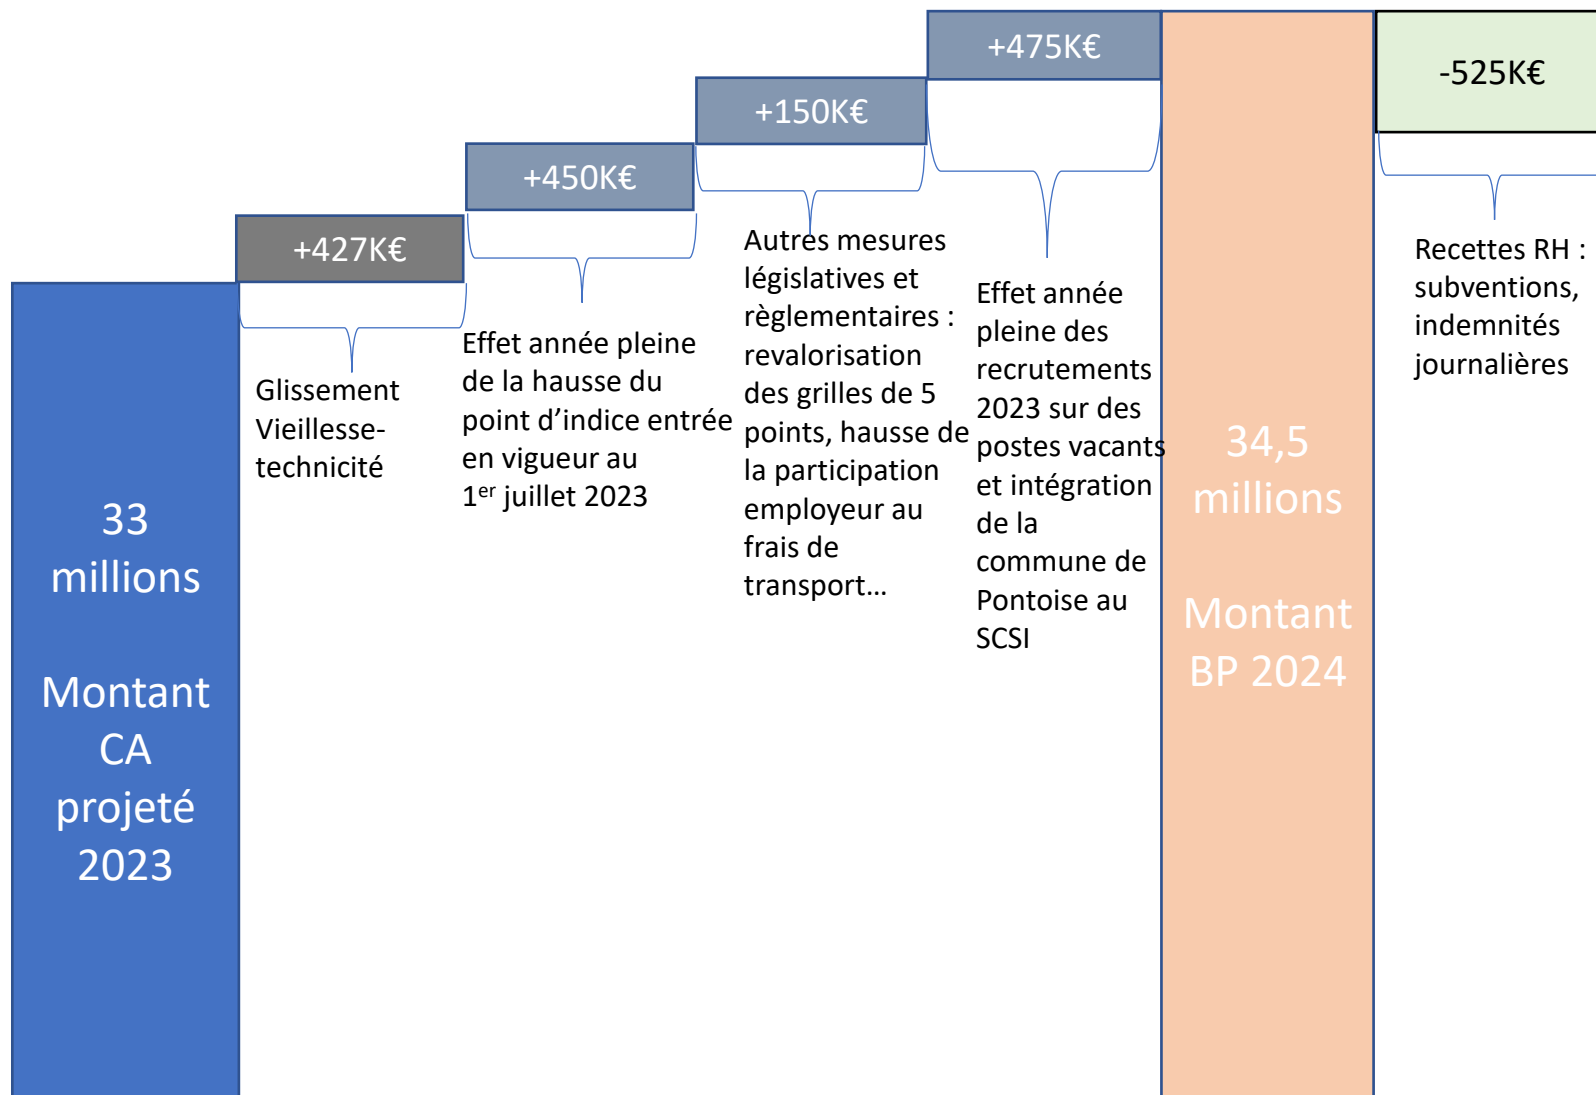 33
millions
Montant
CA
projeté
2023
+427K€
Glissement
Vieillesse-
technicité
+450K€
Effet année pleine
de la hausse du
point d’indice entrée
en vigueur au
1er juillet 2023
+150K€
Autres mesures
législatives et
règlementaires :
revalorisation
des grilles de 5
points, hausse de
la participation
employeur au
frais de
transport…
+475K€
Effet année
pleine des
recrutements
2023 sur des
postes vacants
et intégration
de la
commune de
Pontoise au
SCSI
34,5
millions
Montant
BP 2024
-525K€
Recettes RH :
subventions,
indemnités
journalières